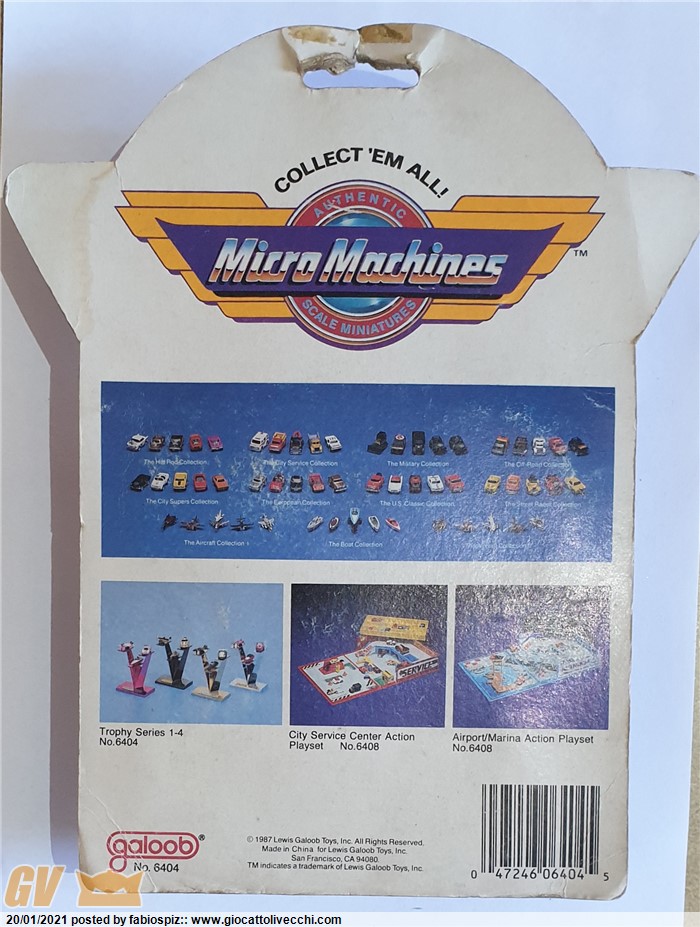 COLLECT 'EM ALL!
AUTHENTIC
Micro Machines TM
SCALE MINIATURES
The Hot Rod Collection
The City Service Collection
The Military Collection
The Off Road Collection
The City Supers Collection
The European Collection
The U.S. Classic Collection
The Street Racer Collection
The Aircraft Collection
The Boat Collection
Trophy Series 1-4
No.6404
City Service Center Action
Playset No.6408
Airport/Marina Action Playset
No.6408
SERVICE
galoob®
No. 6404
© 1987 Lewis Galoob Toys, Inc. All Rights Reserved.
Made in China for Lewis Galoob Toys, Inc.
San Francisco, CA 94080.
TM indicates a trademark of Lewis Galoob Toys, Inc.
0 47246 06404 5
GV
20/01/2021 posted by fabiospiz:: www.giocattolivecchi.com